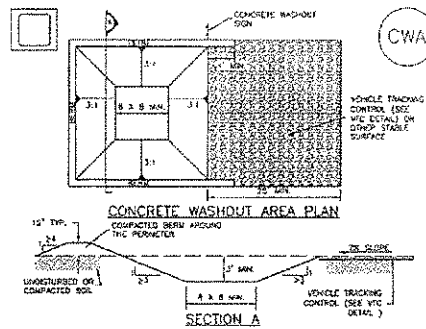 CONCRETE WASHOUT
SIGN
CWA
3:1
3:1
8 X 8 MIN.
3:1
3:1
VEHICLE TRACKING
CONTROL (SEE
VTC DETAIL) OR
OTHER STABLE
SURFACE
CONCRETE WASHOUT AREA PLAN
12" TYP.
COMPACTED BERM AROUND
THE PERIMETER
2% SLOPE
3' MIN.
UNDISTURBED OR
COMPACTED SOIL
8 X 8 MIN.
VEHICLE TRACKING
CONTROL (SEE VTC
DETAIL )
SECTION A